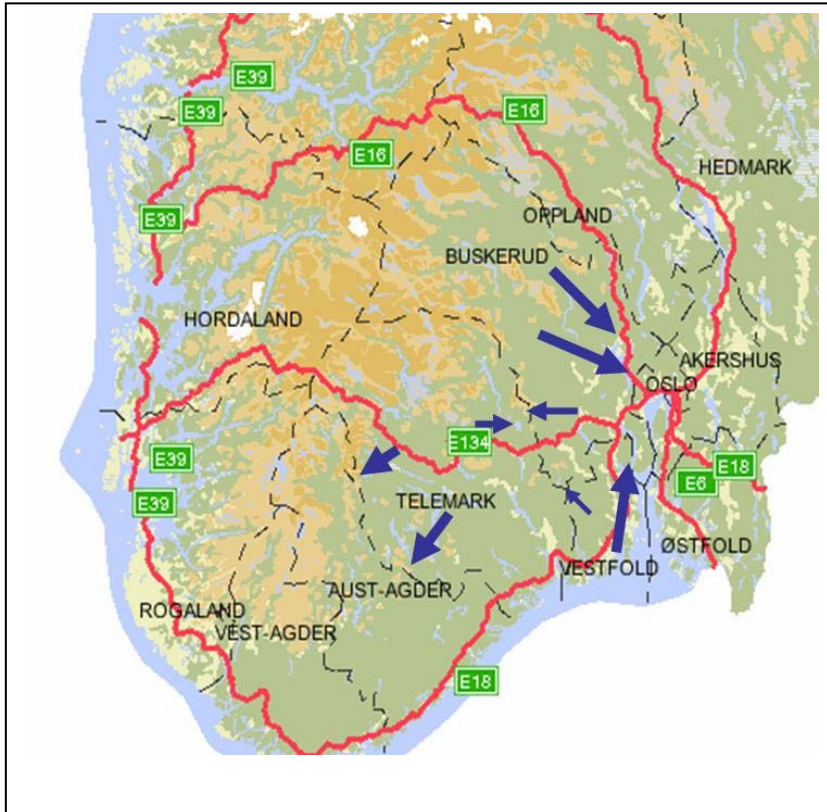 E39
E39
E16
E16
HEDMARK
E39
OPPLAND
BUSKERUD
HORDALAND
AKERSHUS
OSLO
E134
E39
E18
E6
E39
TELEMARK
ØSTFOLD
VESTFOLD
AUST-AGDER
ROGALAND
VEST-AGDER
E18